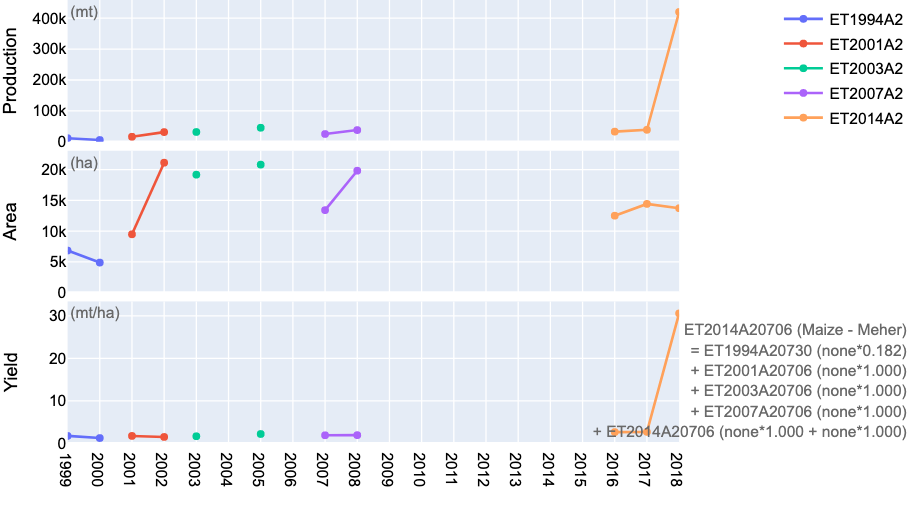 (mt)
400k
300k
200k
100k
0
Production
ET1994A2
ET2001A2
ET2003A2
ET2007A2
ET2014A2
(ha)
20k
15k
10k
5k
0
Area
(mt/ha)
30
20
10
0
Yield
ET2014A20706 (Maize - Meher)
= ET1994A20730 (none*0.182)
+ ET2001A20706 (none*1.000)
+ ET2003A20706 (none*1.000)
+ ET2007A20706 (none*1.000)
+ ET2014A20706 (none*1.000 + none*1.000)
1999
2000
2001
2002
2003
2004
2005
2006
2007
2008
2009
2010
2011
2012
2013
2014
2015
2016
2017
2018